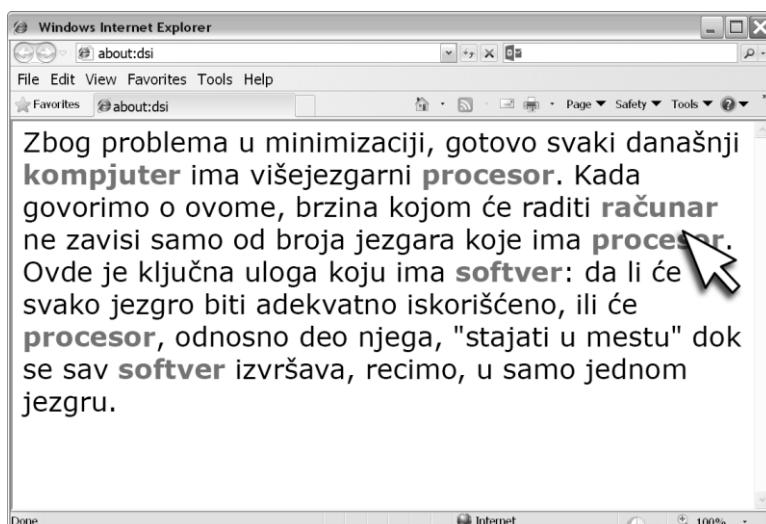 Windows Internet Explorer
about:dsi
File Edit View Favorites Tools Help
Favorites about:dsi Page Safety Tools
Zbog problema u minimizaciji, gotovo svaki današnji
kompjuter ima višejezgarni procesor. Kada
govorimo o ovome, brzina kojom će raditi računar
ne zavisi samo od broja jezgara koje ima procesor.
Ovde je ključna uloga koju ima softver: da li će
svako jezgro biti adekvatno iskorišćeno, ili će
procesor, odnosno deo njega, "stajati u mestu" dok
se sav softver izvršava, recimo, u samo jednom
jezgru.
Done Internet 100%